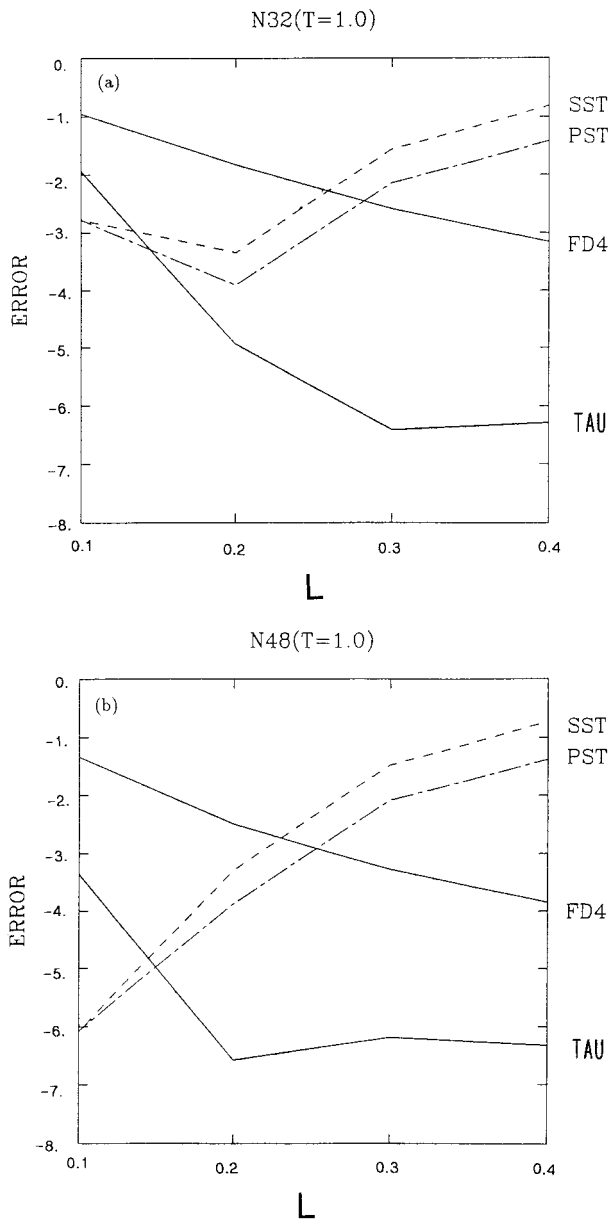 N32(T=1.0)
(a)
0.
-1.
-2.
-3.
-4.
-5.
-6.
-7.
-8.
ERROR
SST
PST
FD4
TAU
0.1 0.2 0.3 0.4
L
N48(T=1.0)
(b)
0.
-1.
-2.
-3.
-4.
-5.
-6.
-7.
-8.
ERROR
SST
PST
FD4
TAU
0.1 0.2 0.3 0.4
L